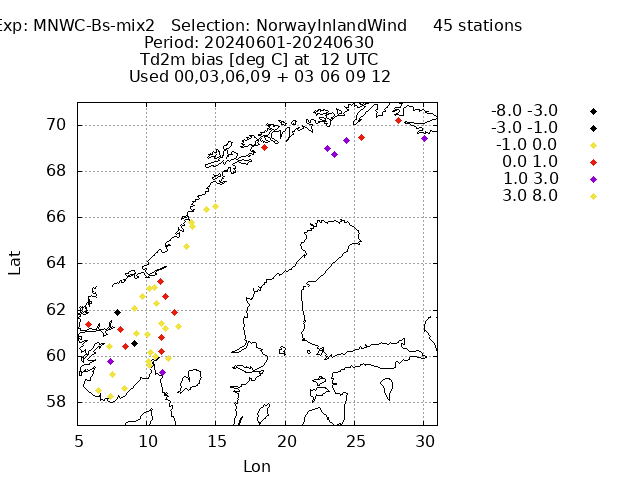 Exp: MNWC-Bs-mix2 Selection: NorwayInlandWind 45 stations
Period: 20240601-20240630
Td2m bias [deg C] at 12 UTC
Used 00,03,06,09 + 03 06 09 12
-8.0 -3.0
-3.0 -1.0
-1.0 0.0
0.0 1.0
1.0 3.0
3.0 8.0
70
68
66
64
62
60
58
Lat
5 10 15 20 25 30
Lon